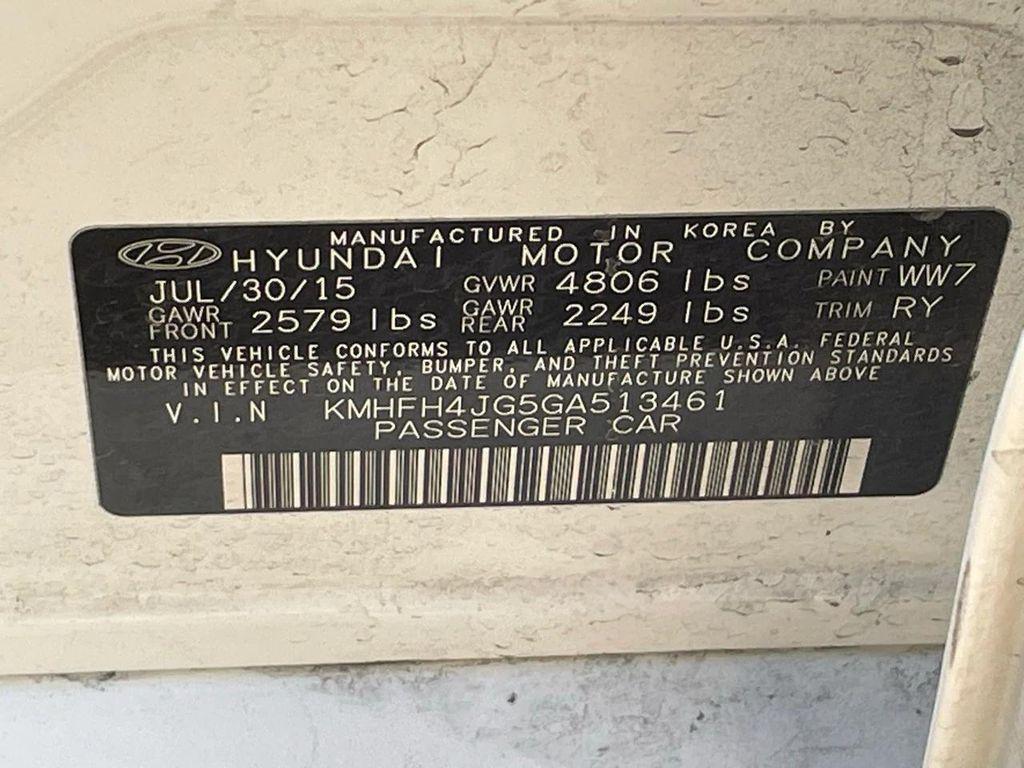 MANUFACTURED IN KOREA BY
HYUNDAI MOTOR COMPANY
JUL/30/15 GVWR 4806 lbs PAINT WW7
GAWR FRONT 2579 lbs GAWR REAR 2249 lbs TRIM RY
THIS VEHICLE CONFORMS TO ALL APPLICABLE U.S.A. FEDERAL
MOTOR VEHICLE SAFETY, BUMPER, AND THEFT PREVENTION STANDARDS
IN EFFECT ON THE DATE OF MANUFACTURE SHOWN ABOVE
V.I.N KMHFH4JG5GA513461
PASSENGER CAR